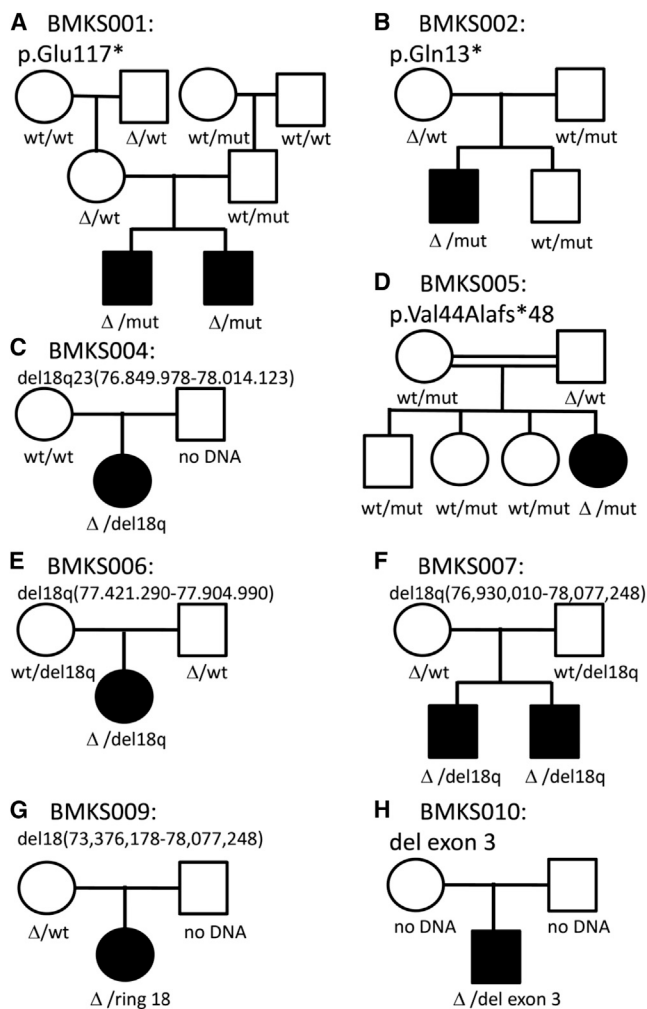 A BMKS001:
p.Glu117*
wt/wt Δ/wt wt/mut wt/wt
Δ/wt wt/mut
Δ/mut Δ/mut
B BMKS002:
p.Gln13*
Δ/wt wt/mut
Δ/mut wt/mut
C BMKS004:
del18q23(76.849.978-78.014.123)
wt/wt no DNA
Δ/del18q
D BMKS005:
p.Val44Alafs*48
wt/mut Δ/wt
wt/mut wt/mut wt/mut Δ/mut
E BMKS006:
del18q(77.421.290-77.904.990)
wt/del18q Δ/wt
Δ/del18q
F BMKS007:
del18q(76,930,010-78,077,248)
Δ/wt wt/del18q
Δ/del18q Δ/del18q
G BMKS009:
del18(73,376,178-78,077,248)
Δ/wt no DNA
Δ/ring 18
H BMKS010:
del exon 3
no DNA no DNA
Δ/del exon 3